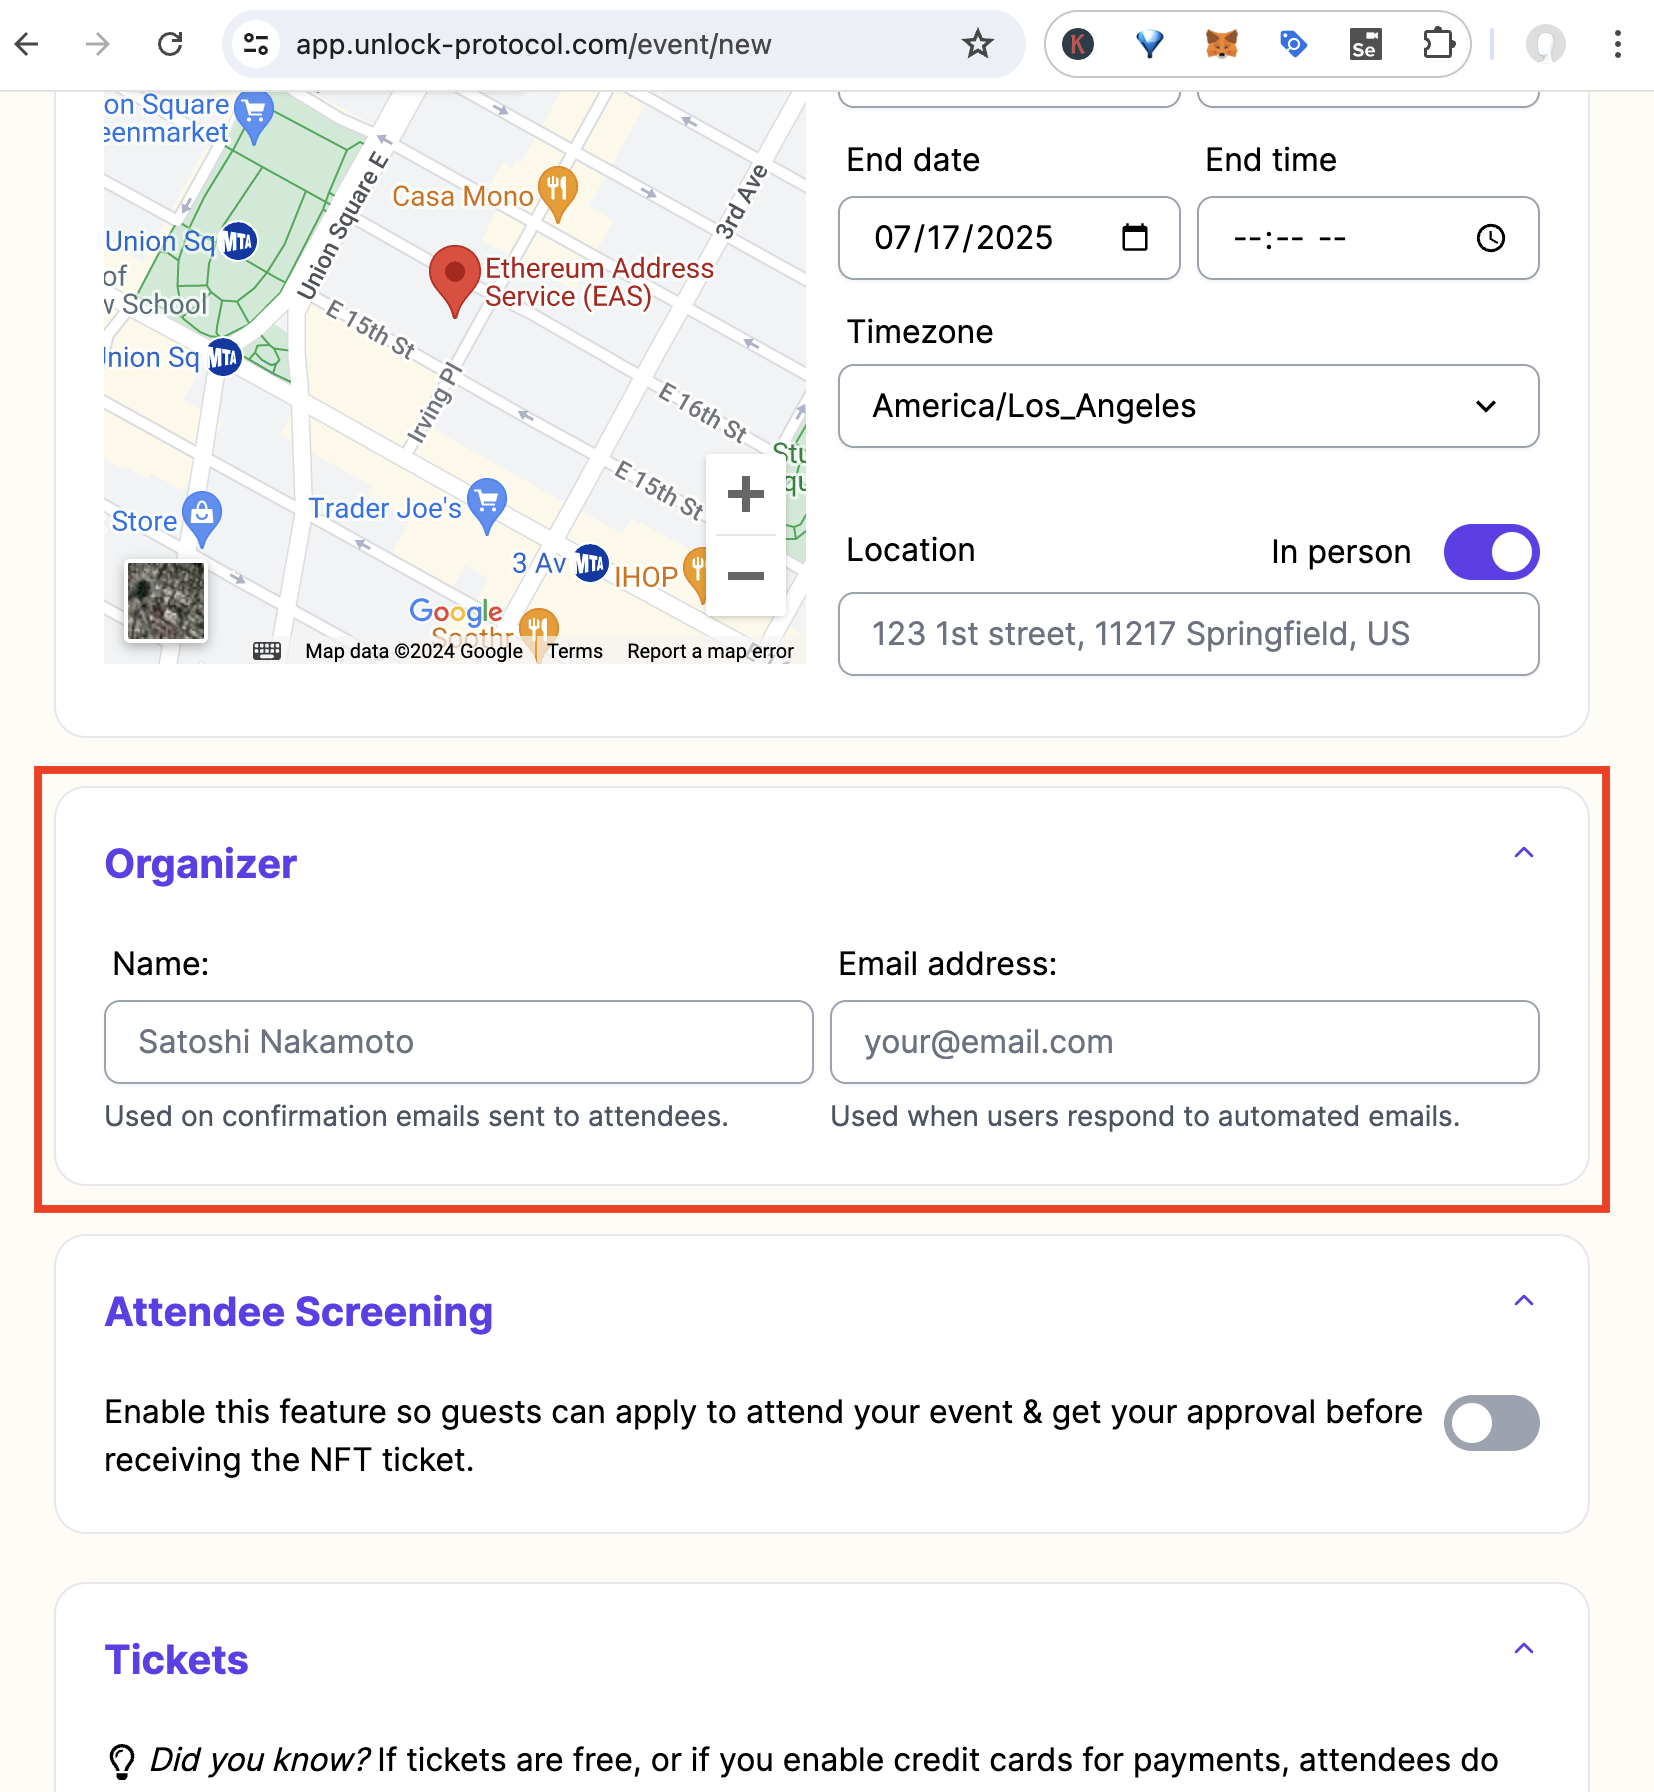 app.unlock-protocol.com/event/new
on Square
eenmarket
Union Square E
Casa Mono
3rd Ave
Union Sq MTA
of
v School
Ethereum Address
Service (EAS)
E 15th St
Union Sq MTA
Irving Pl
E 16th St
E 15th St
Store
Trader Joe's
3 Av MTA
IHOP
Google
Map data ©2024 Google
Terms
Report a map error
End date
End time
07/17/2025
--:-- --
Timezone
America/Los_Angeles
Location
In person
123 1st street, 11217 Springfield, US
Organizer
Name:
Email address:
Satoshi Nakamoto
your@email.com
Used on confirmation emails sent to attendees.
Used when users respond to automated emails.
Attendee Screening
Enable this feature so guests can apply to attend your event & get your approval before
receiving the NFT ticket.
Tickets
Did you know? If tickets are free, or if you enable credit cards for payments, attendees do